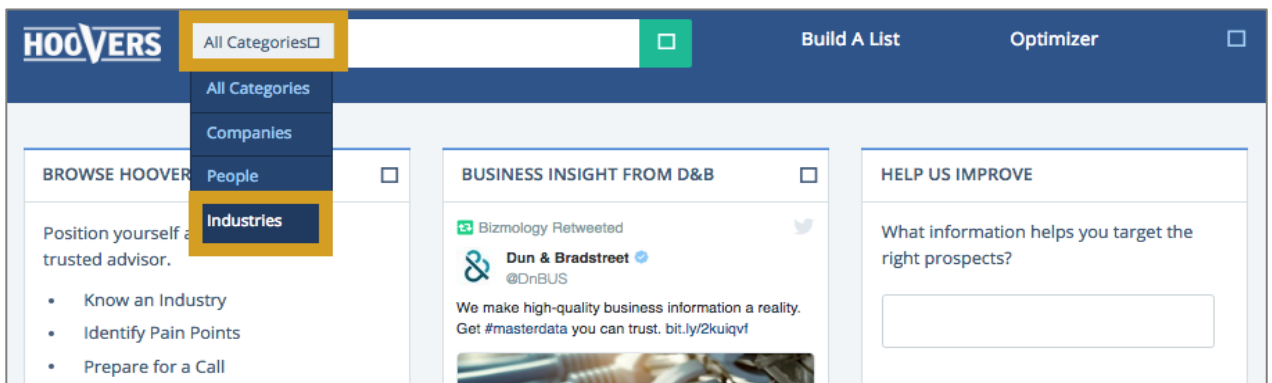 HOOVERS
All Categories
Build A List
Optimizer
All Categories
Companies
People
Industries
BROWSE HOOVER
Position yourself a
trusted advisor.
• Know an Industry
• Identify Pain Points
• Prepare for a Call
BUSINESS INSIGHT FROM D&B
Bizmology Retweeted
Dun & Bradstreet
@DnBUS
We make high-quality business information a reality.
Get #masterdata you can trust. bit.ly/2kuiqvf
HELP US IMPROVE
What information helps you target the
right prospects?